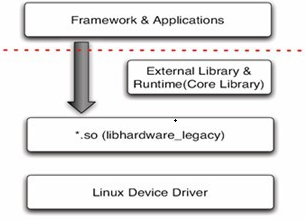 Framework & Applications
External Library &
Runtime(Core Library)
*.so (libhardware_legacy)
Linux Device Driver